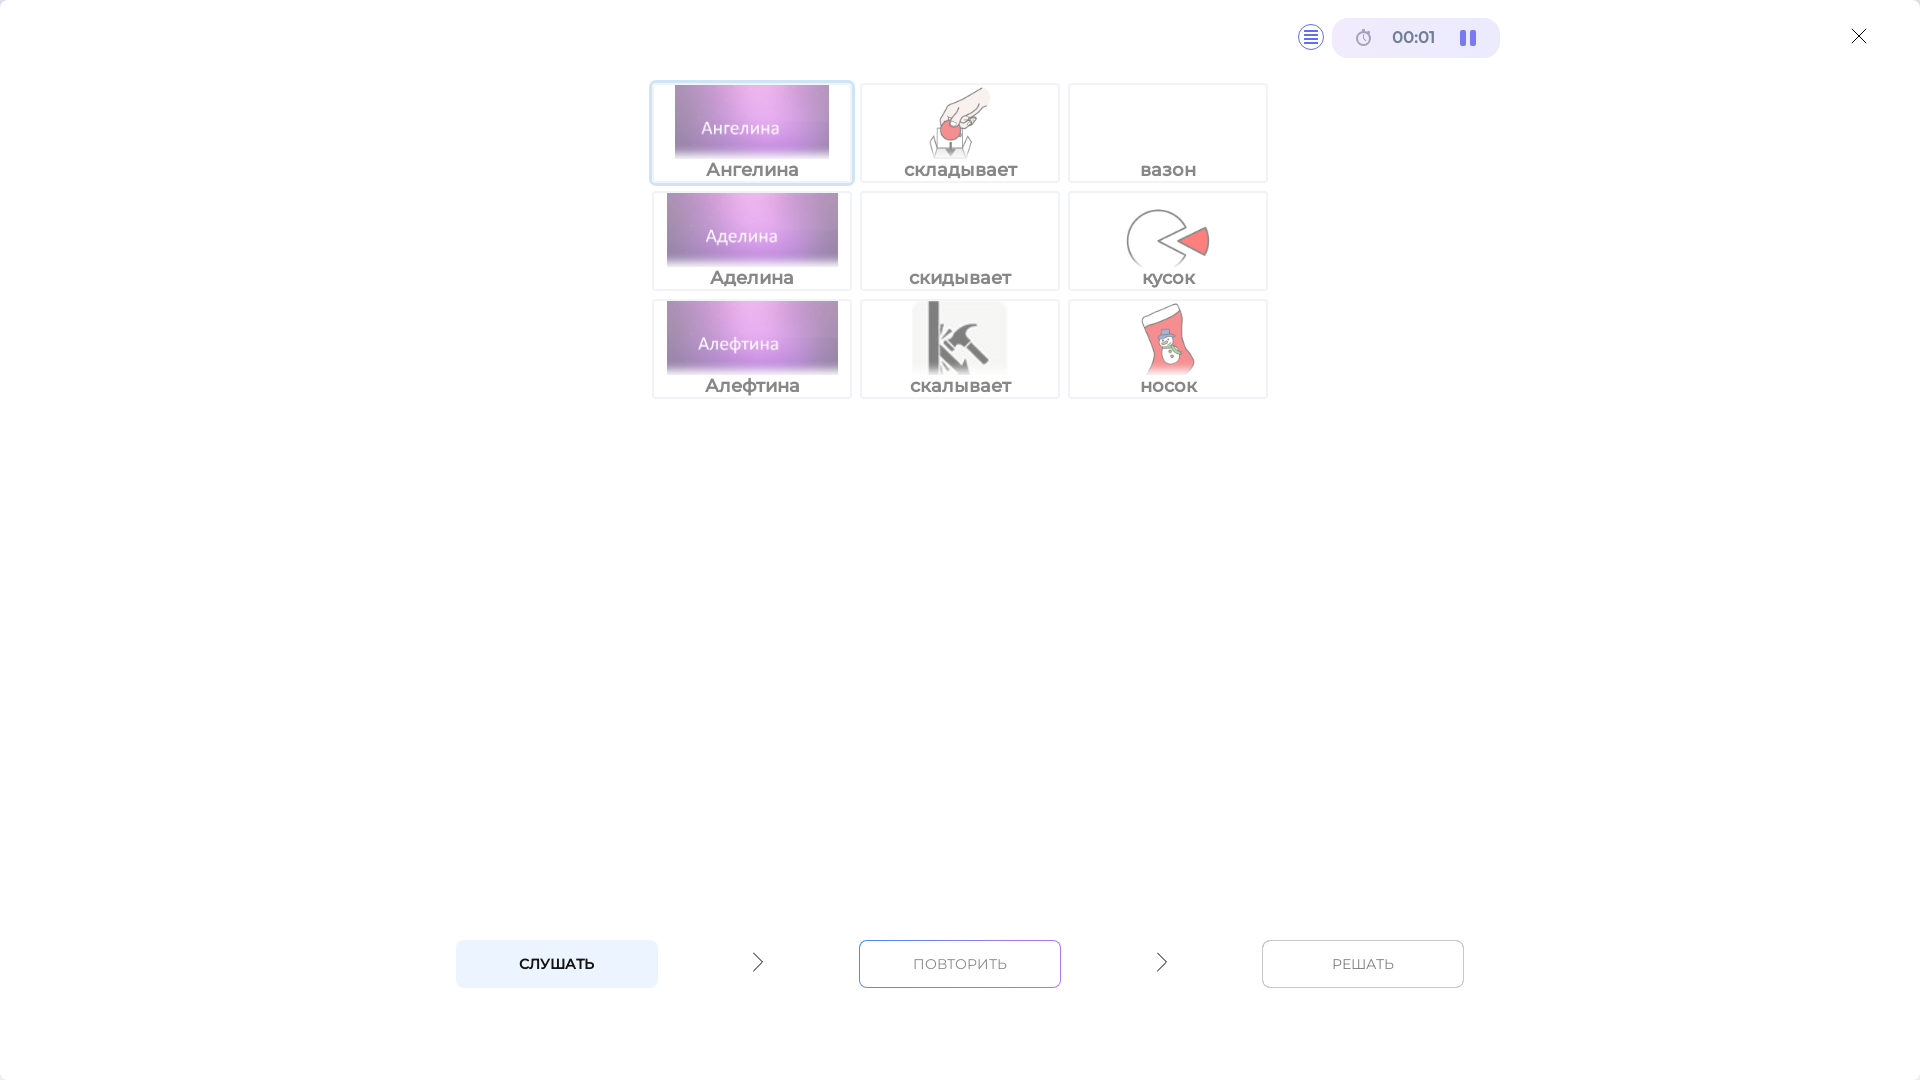 00:01
Ангелина
Ангелина
складывает
вазон
Аделина
Аделина
скидывает
кусок
Алефтина
Алефтина
скалывает
носок
СЛУШАТЬ
ПОВТОРИТЬ
РЕШАТЬ